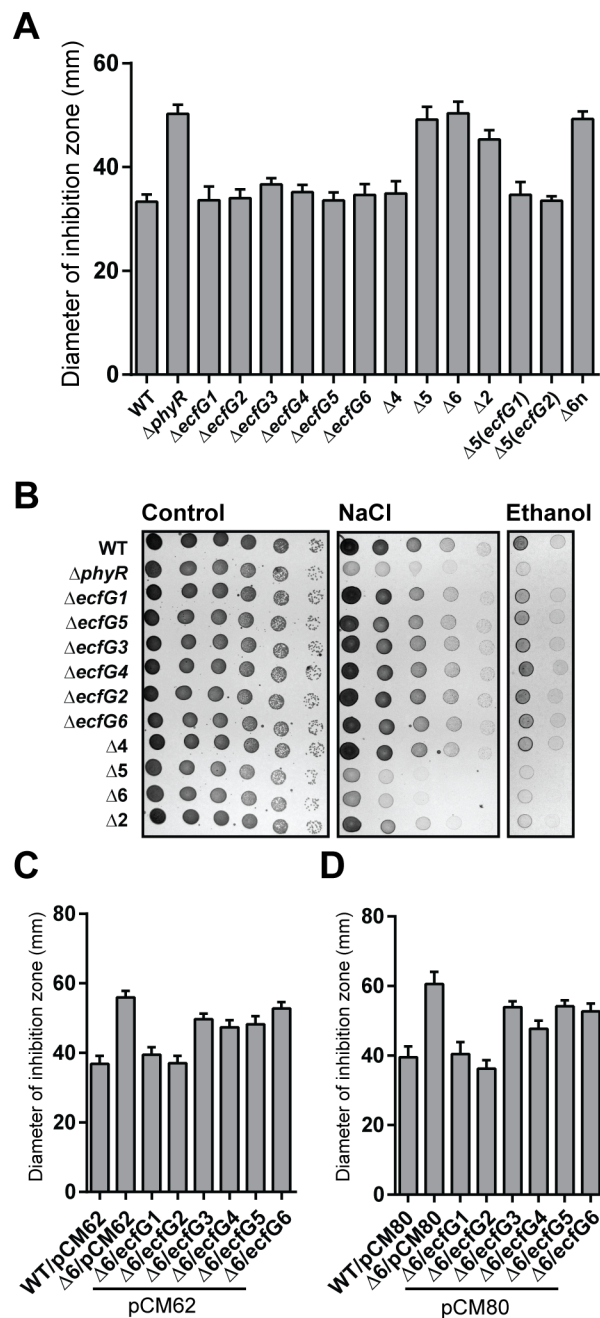 A
Diameter of inhibition zone (mm)
60
40
20
0
WT
ΔphyR
ΔecfG1
ΔecfG2
ΔecfG3
ΔecfG4
ΔecfG5
ΔecfG6
Δ4
Δ5
Δ6
Δ2
Δ5(ecfG1)
Δ5(ecfG2)
Δ6n
B
Control NaCl Ethanol
WT
ΔphyR
ΔecfG1
ΔecfG5
ΔecfG3
ΔecfG4
ΔecfG2
ΔecfG6
Δ4
Δ5
Δ6
Δ2
C
Diameter of inhibition zone (mm)
80
60
40
20
0
WT/pCM62
Δ6/pCM62
Δ6/ecfG1
Δ6/ecfG2
Δ6/ecfG3
Δ6/ecfG4
Δ6/ecfG5
Δ6/ecfG6
pCM62
D
Diameter of inhibition zone (mm)
80
60
40
20
0
WT/pCM80
Δ6/pCM80
Δ6/ecfG1
Δ6/ecfG2
Δ6/ecfG3
Δ6/ecfG4
Δ6/ecfG5
Δ6/ecfG6
pCM80